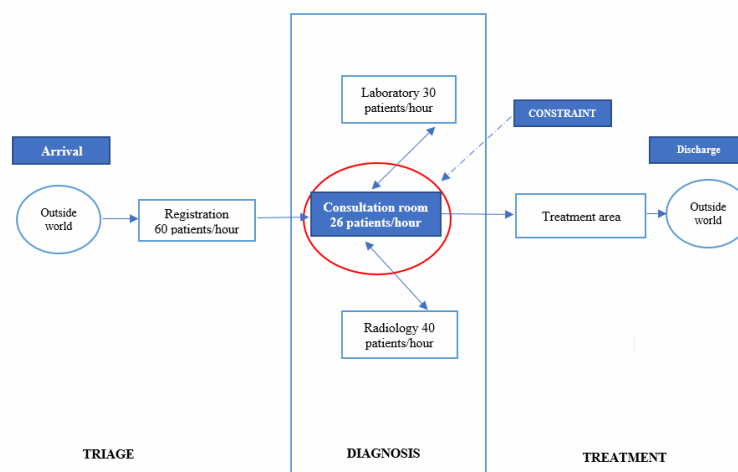 Laboratory 30
patients/hour
CONSTRAINT
Arrival
Discharge
Outside
world
Registration
60 patients/hour
Consultation room
26 patients/hour
Treatment area
Outside
world
Radiology 40
patients/hour
TRIAGE
DIAGNOSIS
TREATMENT